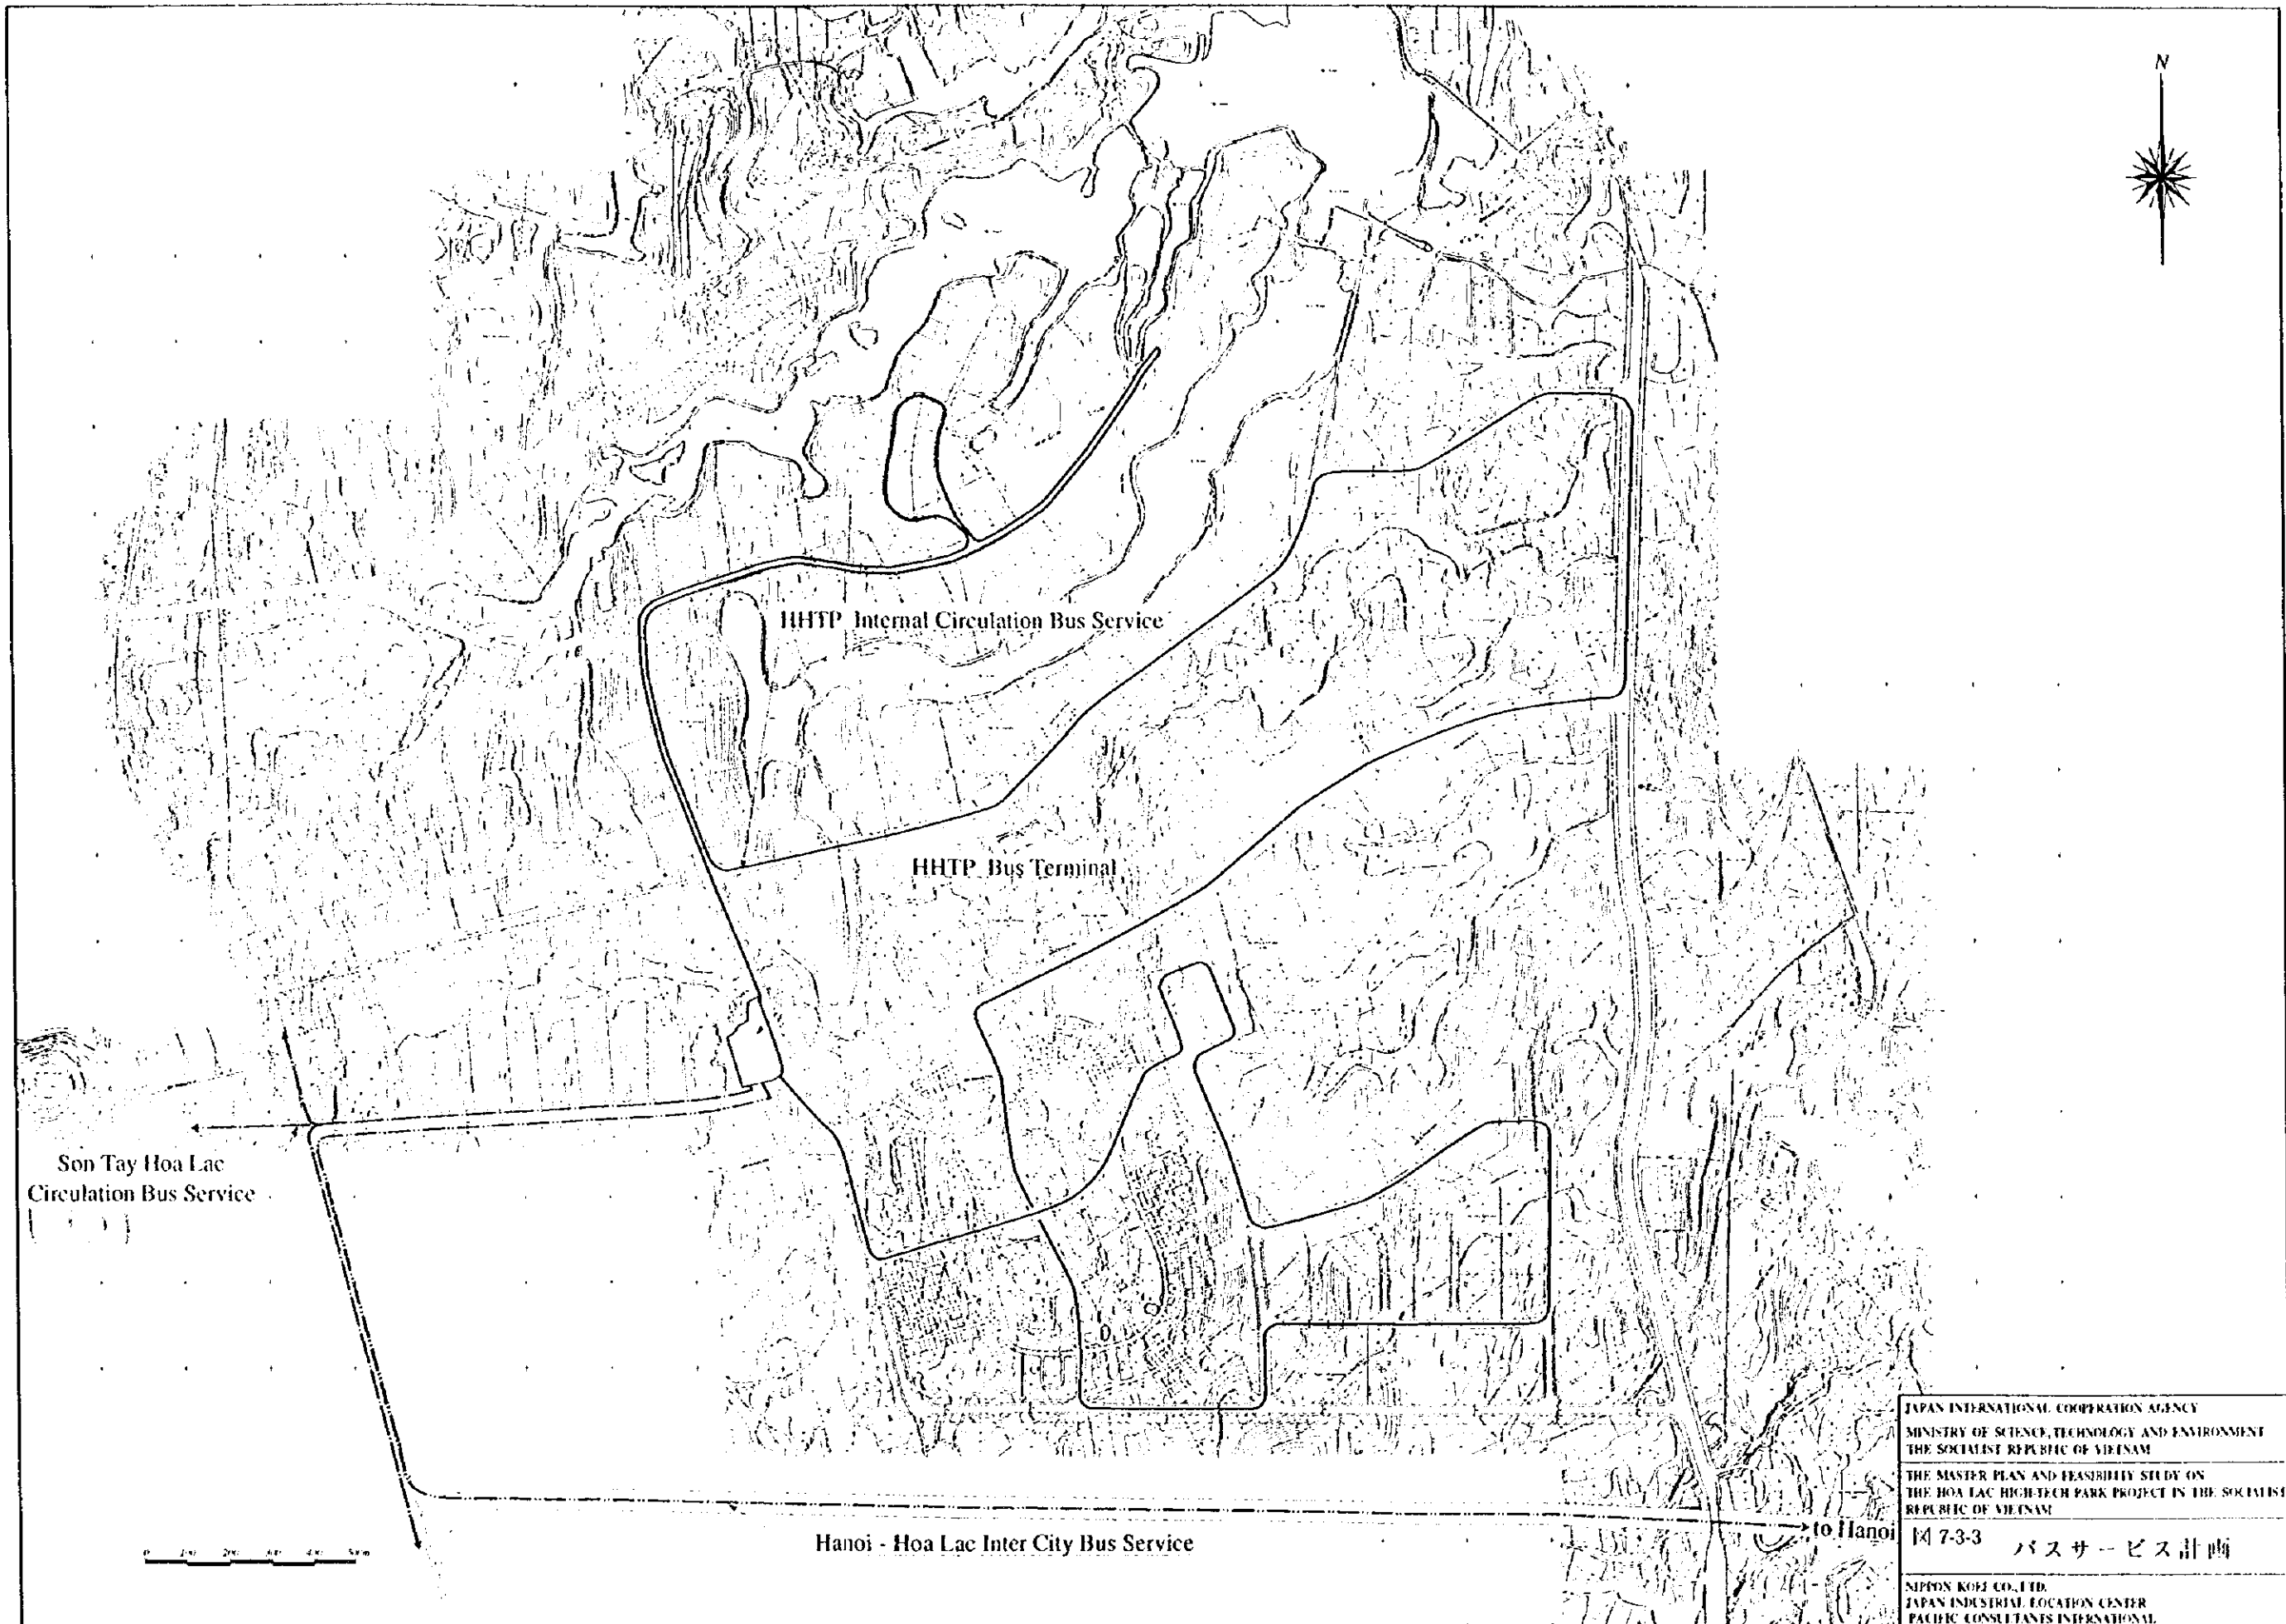 N
HHTP Internal Circulation Bus Service
HHTP Bus Terminal
Son Tay Hoa Lac
Circulation Bus Service
Hanoi - Hoa Lac Inter City Bus Service
to Hanoi
JAPAN INTERNATIONAL COOPERATION AGENCY
MINISTRY OF SCIENCE, TECHNOLOGY AND ENVIRONMENT
THE SOCIALIST REPUBLIC OF VIETNAM
THE MASTER PLAN AND FEASIBILITY STUDY ON
THE HOA LAC HIGH-TECH PARK PROJECT IN THE SOCIALIST
REPUBLIC OF VIETNAM
図 7-3-3 バスサービス計画
NIPPON KOEI CO., LTD.
JAPAN INDUSTRIAL LOCATION CENTER
PACIFIC CONSULTANTS INTERNATIONAL